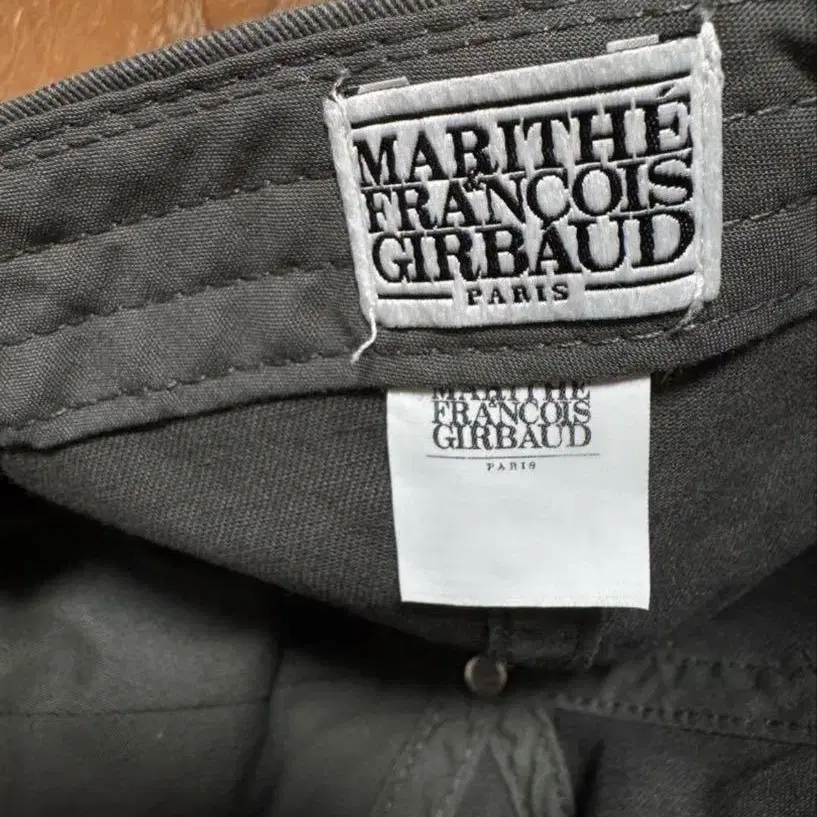 MARITHÉ
&
FRANÇOIS
GIRBAUD
PARIS
MARITHÉ
&
FRANÇOIS
GIRBAUD
PARIS